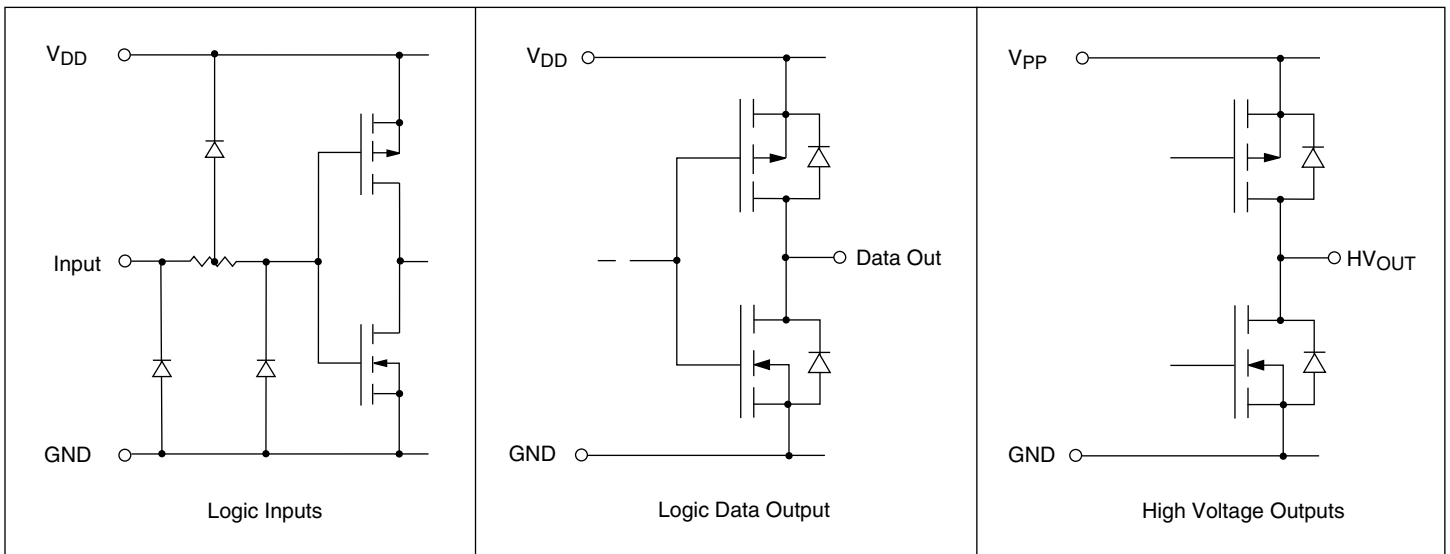 VDD
Input
GND
Logic Inputs
VDD
Data Out
GND
Logic Data Output
VPP
HVOUT
GND
High Voltage Outputs